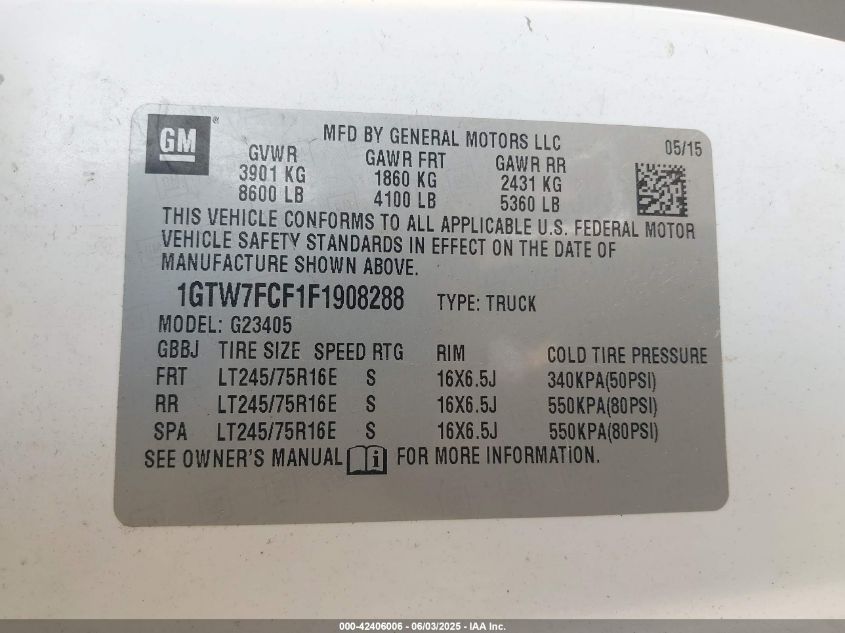 GM®
MFD BY GENERAL MOTORS LLC 05/15
GVWR GAWR FRT GAWR RR
3901 KG 1860 KG 2431 KG
8600 LB 4100 LB 5360 LB
THIS VEHICLE CONFORMS TO ALL APPLICABLE U.S. FEDERAL MOTOR
VEHICLE SAFETY STANDARDS IN EFFECT ON THE DATE OF
MANUFACTURE SHOWN ABOVE.
1GTW7FCF1F1908288 TYPE: TRUCK
MODEL: G23405
GBBJ TIRE SIZE SPEED RTG RIM COLD TIRE PRESSURE
FRT LT245/75R16E S 16X6.5J 340KPA(50PSI)
RR LT245/75R16E S 16X6.5J 550KPA(80PSI)
SPA LT245/75R16E S 16X6.5J 550KPA(80PSI)
SEE OWNER'S MANUAL i FOR MORE INFORMATION.
000-42406006 - 06/03/2025 - IAA Inc.